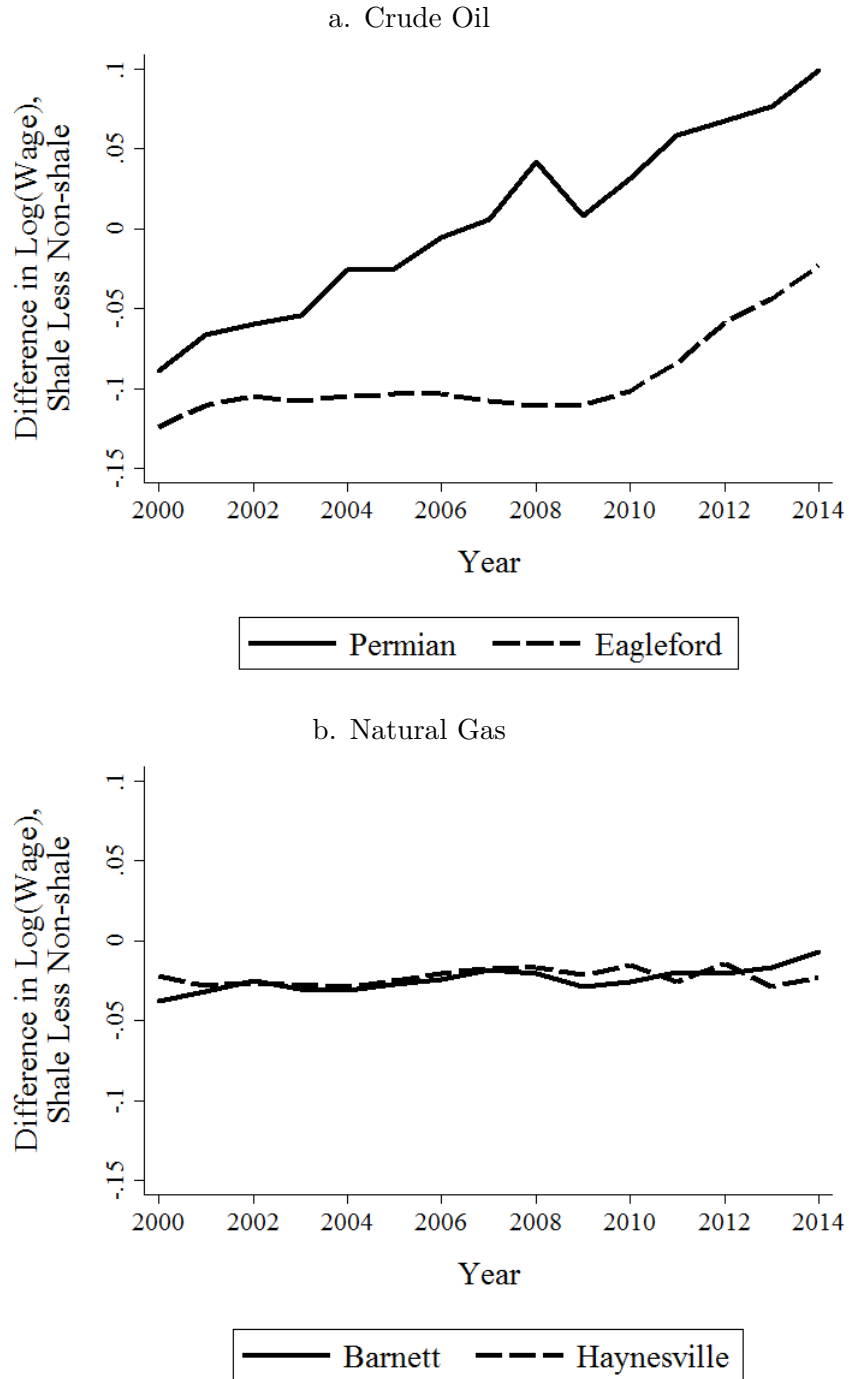 a. Crude Oil
Difference in Log(Wage),
Shale Less Non-shale
.1
.05
0
-.05
-.1
-.15
2000 2002 2004 2006 2008 2010 2012 2014
Year
Permian Eagleford
b. Natural Gas
Difference in Log(Wage),
Shale Less Non-shale
.1
.05
0
-.05
-.1
-.15
2000 2002 2004 2006 2008 2010 2012 2014
Year
Barnett Haynesville